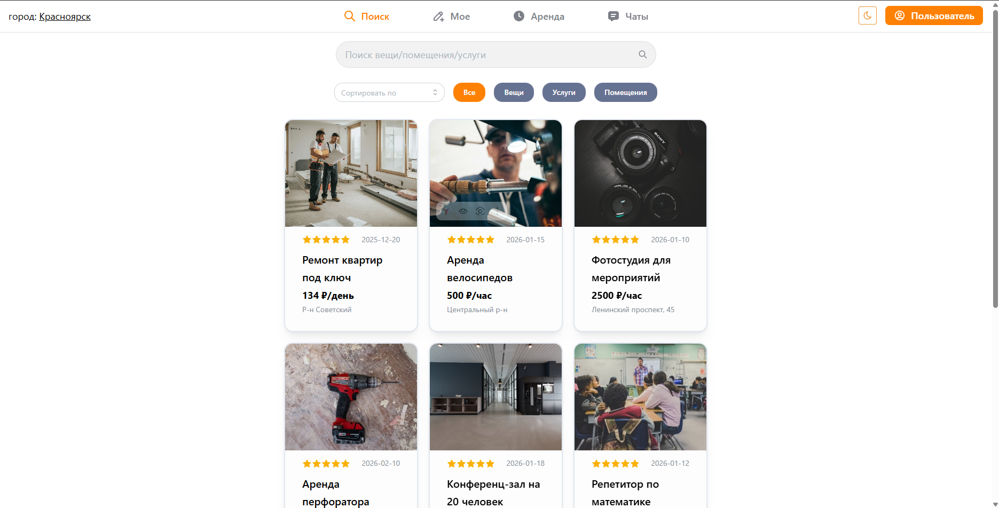 город: Красноярск
Поиск
Мое
Аренда
Чаты
Пользователь
Поиск вещи/помещения/услуги
Сортировать по
Все
Вещи
Услуги
Помещения
SONY
2025-12-20
2026-01-15
2026-01-10
Ремонт квартир
под ключ
Аренда
велосипедов
Фотостудия для
мероприятий
134 ₽/день
500 ₽/час
2500 ₽/час
Р-н Советский
Центральный р-н
Ленинский проспект, 45
2026-02-10
2026-01-18
2026-01-12
Аренда
перфоратора
Конференц-зал на
20 человек
Репетитор по
математике